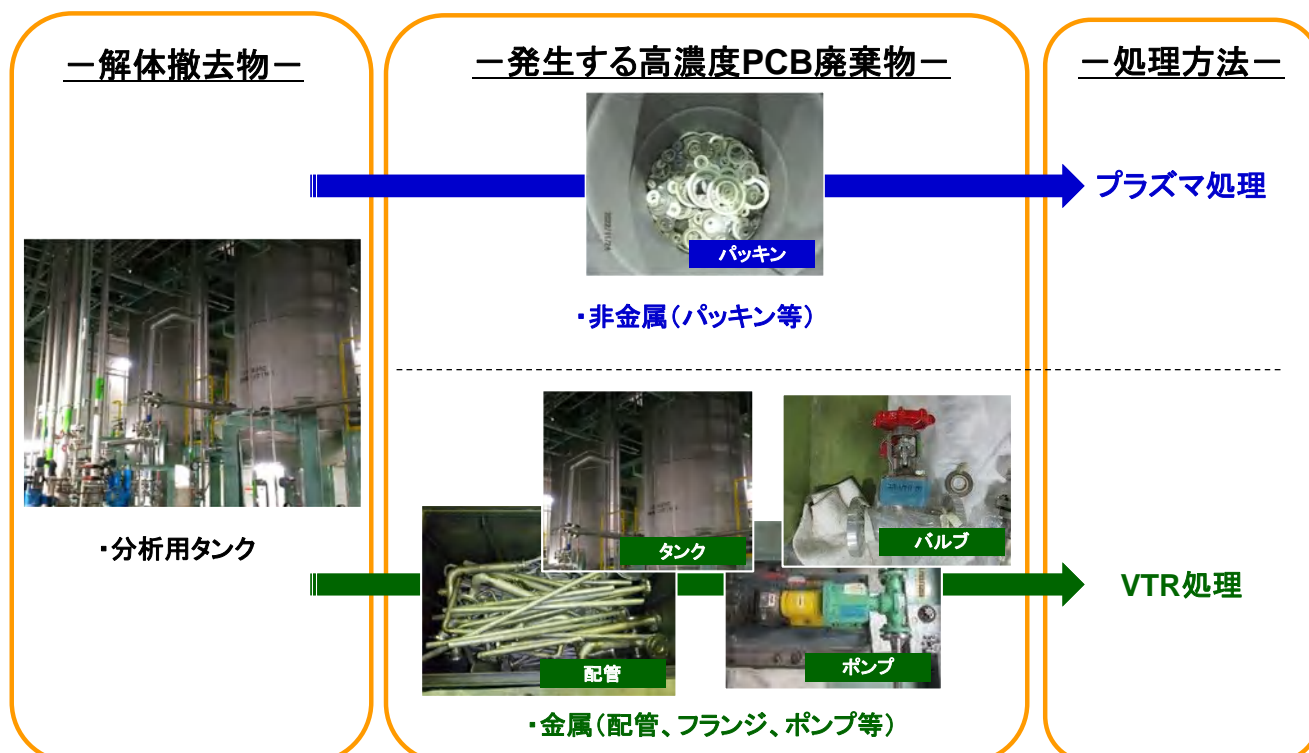 －解体撤去物－
－発生する高濃度PCB廃棄物－
－処理方法－
パッキン
プラズマ処理
・非金属（パッキン等）
・分析用タンク
タンク
バルブ
配管
ポンプ
VTR処理
・金属（配管、フランジ、ポンプ等）